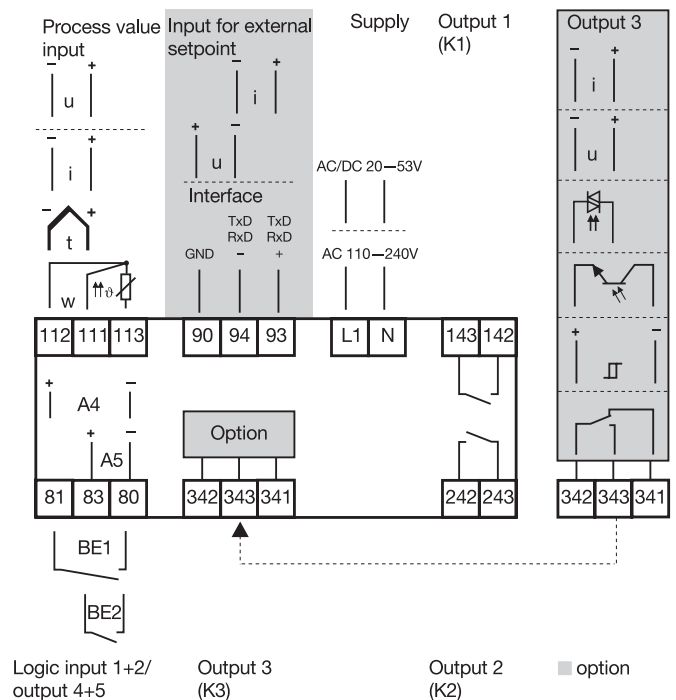 Process value
input
Input for external
setpoint
Supply
Output 1
(K1)
Output 3
− +
u
− +
i
− +
t
w ϑ
− +
i
+ −
u
Interface
TxD TxD
RxD RxD
GND − +
AC/DC 20—53V
AC 110—240V
− +
i
− +
u
+ −
112 111 113
90 94 93
L1 N
143 142
+ −
A4
+ −
A5
Option
81 83 80
342 343 341
242 243
342 343 341
BE1
BE2
Logic input 1+2/
output 4+5
Output 3
(K3)
Output 2
(K2)
option